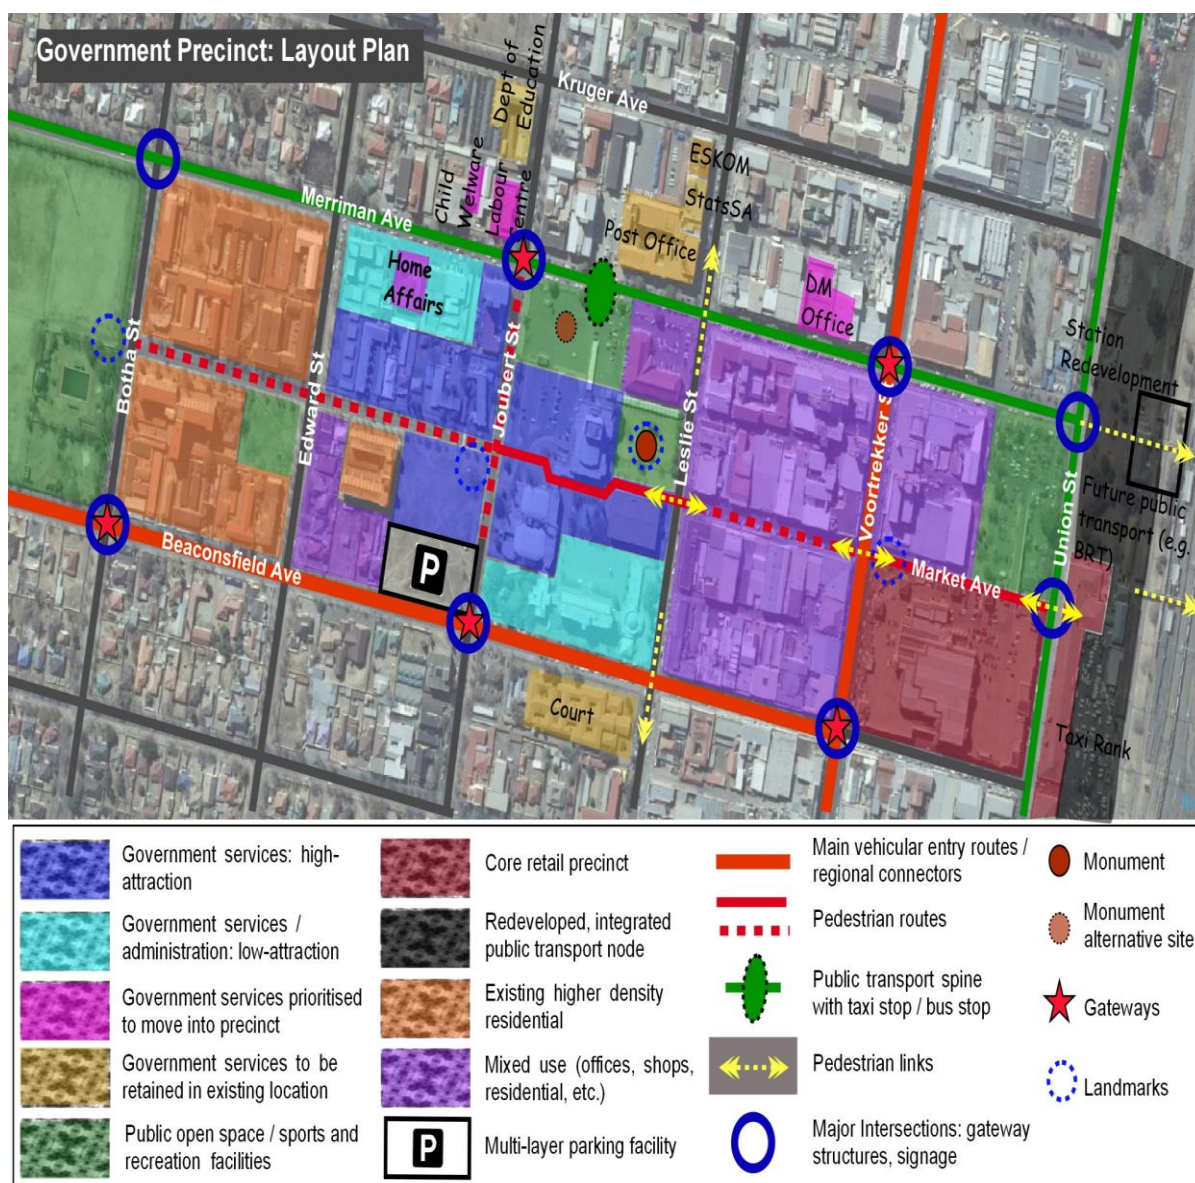 Government Precinct: Layout Plan
Dept of
Education
Kruger Ave
Child
Welware
Labour
Centre
ESKOM
StatsSA
Merriman Ave
Post Office
Home
Affairs
DM
Office
Station
Redevelopment
Botha St
Edward St
Joubert St
Leslie St
Voortrekker St
Union St
Future public
transport (e.g.
BRT)
Beaconsfield Ave
P
Market Ave
Court
Taxi Rank
Government services: high-
attraction
Government services /
administration: low-attraction
Government services prioritised
to move into precinct
Government services to be
retained in existing location
Public open space / sports and
recreation facilities
Core retail precinct
Redeveloped, integrated
public transport node
Existing higher density
residential
Mixed use (offices, shops,
residential, etc.)
P
Multi-layer parking facility
Main vehicular entry routes /
regional connectors
Pedestrian routes
Public transport spine
with taxi stop / bus stop
Pedestrian links
Major Intersections: gateway
structures, signage
Monument
Monument
alternative site
Gateways
Landmarks